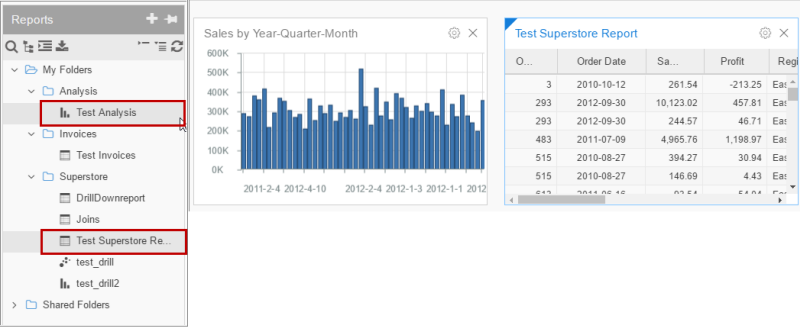 Reports
My Folders
Analysis
Test Analysis
Invoices
Test Invoices
Superstore
DrillDownreport
Joins
Test Superstore Re...
test_drill
test_drill2
Shared Folders
Sales by Year-Quarter-Month
600K
500K
400K
300K
200K
100K
0K
2011-2-4 2012-4-10 2012-2-4 2012-1-3 2012-1-1 2012
Test Superstore Report
O... Order Date Sa... Profit Regi
3 2010-10-12 261.54 -213.25 Eas
293 2012-09-30 10,123.02 457.81 Eas
293 2012-09-30 244.57 46.71 Eas
483 2011-07-09 4,965.76 1,198.97 Eas
515 2010-08-27 394.27 30.94 Eas
515 2010-08-27 146.69 4.43 Eas